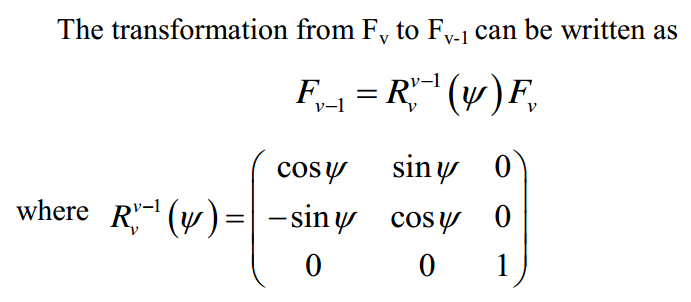 The transformation from F_v to F_{v-1} can be written as
F_{v-1} = R_v^{v-1} (ψ) F_v
where R_v^{v-1} (ψ) = ( cosψ sinψ 0
-sinψ cosψ 0
0 0 1 )